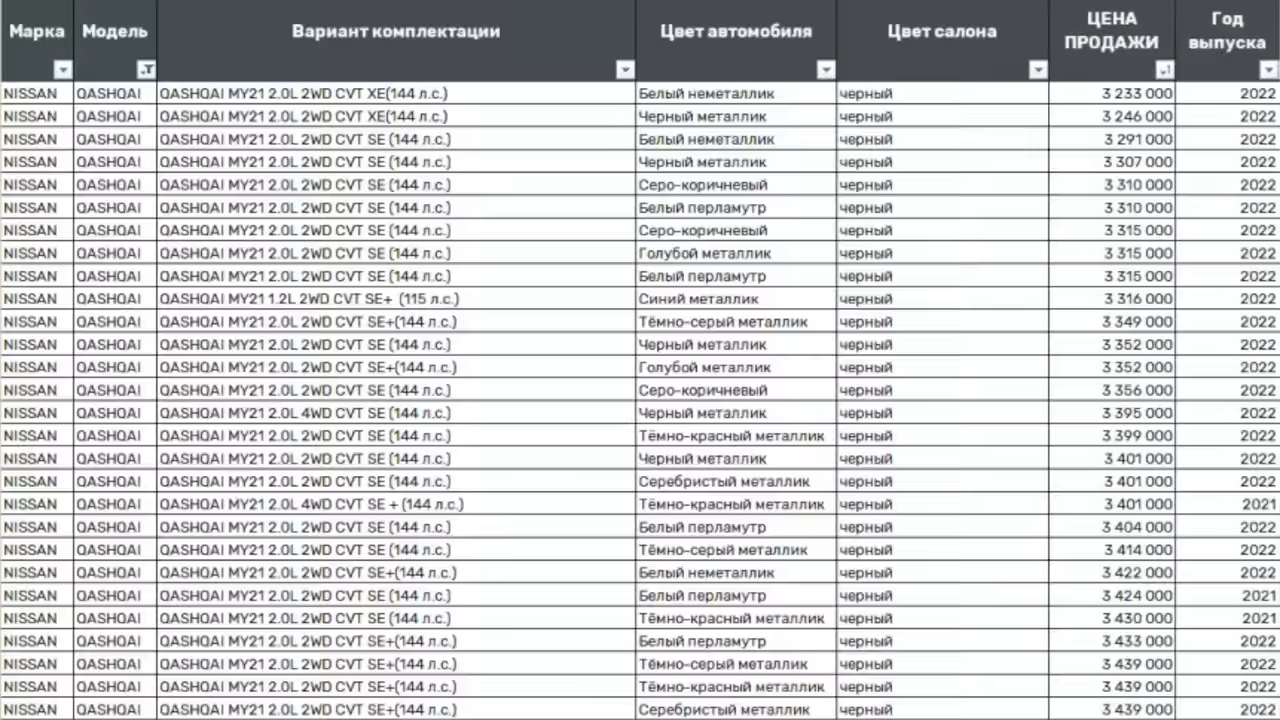 Марка Модель Вариант комплектации Цвет автомобиля Цвет салона ЦЕНА ПРОДАЖИ Год выпуска
NISSAN QASHQAI QASHQAI MY21 2.0L 2WD CVT XE(144 л.с.) Белый неметаллик черный 3 233 000 2022
NISSAN QASHQAI QASHQAI MY21 2.0L 2WD CVT XE(144 л.с.) Черный металлик черный 3 246 000 2022
NISSAN QASHQAI QASHQAI MY21 2.0L 2WD CVT SE (144 л.с.) Белый неметаллик черный 3 291 000 2022
NISSAN QASHQAI QASHQAI MY21 2.0L 2WD CVT SE (144 л.с.) Черный металлик черный 3 307 000 2022
NISSAN QASHQAI QASHQAI MY21 2.0L 2WD CVT SE (144 л.с.) Серо-коричневый черный 3 310 000 2022
NISSAN QASHQAI QASHQAI MY21 2.0L 2WD CVT SE (144 л.с.) Белый перламутр черный 3 310 000 2022
NISSAN QASHQAI QASHQAI MY21 2.0L 2WD CVT SE (144 л.с.) Серо-коричневый черный 3 315 000 2022
NISSAN QASHQAI QASHQAI MY21 2.0L 2WD CVT SE (144 л.с.) Голубой металлик черный 3 315 000 2022
NISSAN QASHQAI QASHQAI MY21 2.0L 2WD CVT SE (144 л.с.) Белый перламутр черный 3 315 000 2022
NISSAN QASHQAI QASHQAI MY21 1.2L 2WD CVT SE+ (115 л.с.) Синий металлик черный 3 316 000 2022
NISSAN QASHQAI QASHQAI MY21 2.0L 2WD CVT SE+(144 л.с.) Тёмно-серый металлик черный 3 349 000 2022
NISSAN QASHQAI QASHQAI MY21 2.0L 2WD CVT SE (144 л.с.) Черный металлик черный 3 352 000 2022
NISSAN QASHQAI QASHQAI MY21 2.0L 2WD CVT SE+(144 л.с.) Голубой металлик черный 3 352 000 2022
NISSAN QASHQAI QASHQAI MY21 2.0L 2WD CVT SE (144 л.с.) Серо-коричневый черный 3 356 000 2022
NISSAN QASHQAI QASHQAI MY21 2.0L 4WD CVT SE (144 л.с.) Черный металлик черный 3 395 000 2022
NISSAN QASHQAI QASHQAI MY21 2.0L 2WD CVT SE (144 л.с.) Тёмно-красный металлик черный 3 399 000 2022
NISSAN QASHQAI QASHQAI MY21 2.0L 2WD CVT SE (144 л.с.) Черный металлик черный 3 401 000 2022
NISSAN QASHQAI QASHQAI MY21 2.0L 2WD CVT SE (144 л.с.) Серебристый металлик черный 3 401 000 2022
NISSAN QASHQAI QASHQAI MY21 2.0L 4WD CVT SE + (144 л.с.) Тёмно-красный металлик черный 3 401 000 2021
NISSAN QASHQAI QASHQAI MY21 2.0L 2WD CVT SE (144 л.с.) Белый перламутр черный 3 404 000 2022
NISSAN QASHQAI QASHQAI MY21 2.0L 2WD CVT SE (144 л.с.) Тёмно-серый металлик черный 3 414 000 2022
NISSAN QASHQAI QASHQAI MY21 2.0L 2WD CVT SE+(144 л.с.) Белый неметаллик черный 3 422 000 2022
NISSAN QASHQAI QASHQAI MY21 2.0L 2WD CVT SE (144 л.с.) Белый перламутр черный 3 424 000 2021
NISSAN QASHQAI QASHQAI MY21 2.0L 2WD CVT SE (144 л.с.) Тёмно-красный металлик черный 3 430 000 2021
NISSAN QASHQAI QASHQAI MY21 2.0L 2WD CVT SE+(144 л.с.) Белый перламутр черный 3 433 000 2022
NISSAN QASHQAI QASHQAI MY21 2.0L 2WD CVT SE+(144 л.с.) Тёмно-серый металлик черный 3 439 000 2022
NISSAN QASHQAI QASHQAI MY21 2.0L 2WD CVT SE+(144 л.с.) Тёмно-красный металлик черный 3 439 000 2022
NISSAN QASHQAI QASHQAI MY21 2.0L 2WD CVT SE+(144 л.с.) Серебристый металлик черный 3 439 000 2022